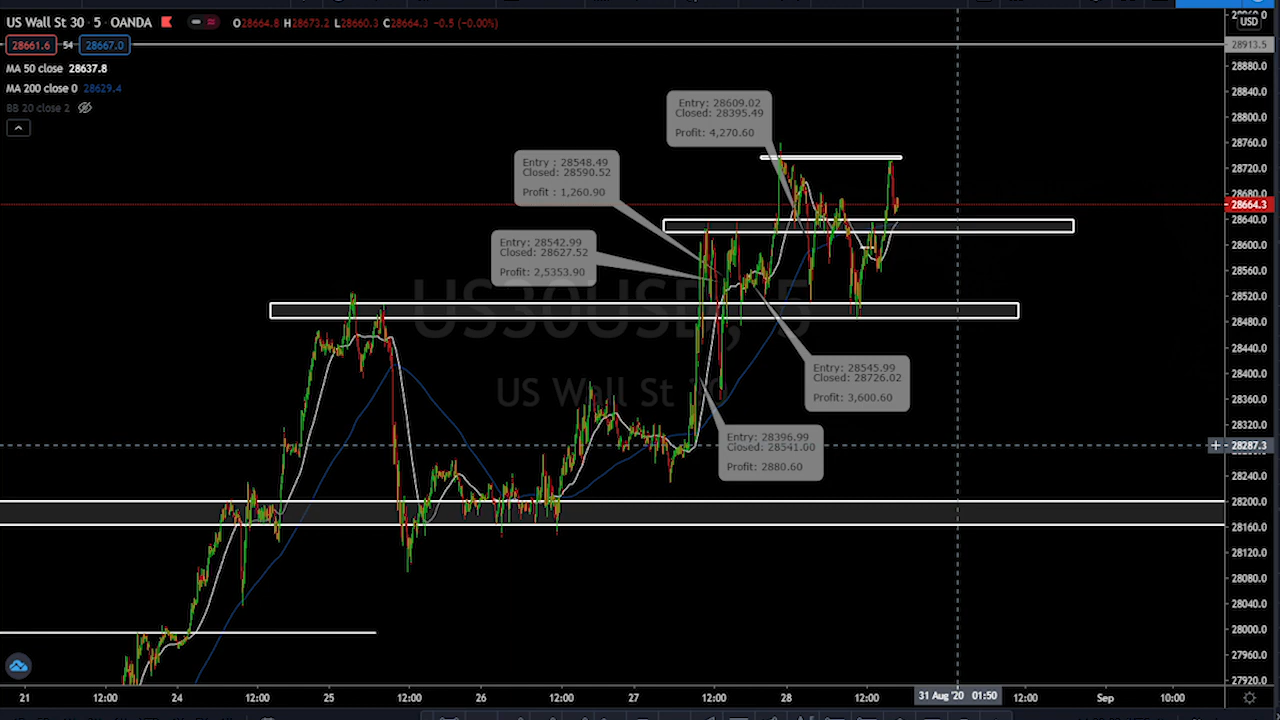 US Wall St 30 · 5 · OANDA
O28664.8 H28673.2 L28660.3 C28664.3 -0.5 (-0.00%)
28661.6 54 28667.0
MA 50 close 28637.8
MA 200 close 0 28629.4
BB 20 close 2
USD
28913.5
28880.0
28840.0
28800.0
28760.0
28720.0
28680.0
28664.3
28640.0
28600.0
28560.0
28520.0
28480.0
28440.0
28400.0
28360.0
28320.0
28287.3
28240.0
28200.0
28160.0
28120.0
28080.0
28040.0
28000.0
27960.0
27920.0
Entry: 28609.02
Closed: 28395.49
Profit: 4,270.60
Entry : 28548.49
Closed: 28590.52
Profit : 1,260.90
Entry: 28542.99
Closed: 28627.52
Profit: 2,5353.90
US30USD, 5
US Wall St 30
Entry: 28545.99
Closed: 28726.02
Profit: 3,600.60
Entry: 28396.99
Closed: 28541.00
Profit: 2880.60
21 12:00 24 12:00 25 12:00 26 12:00 27 12:00 28 12:00 31 Aug '20 01:50 12:00 Sep 10:00